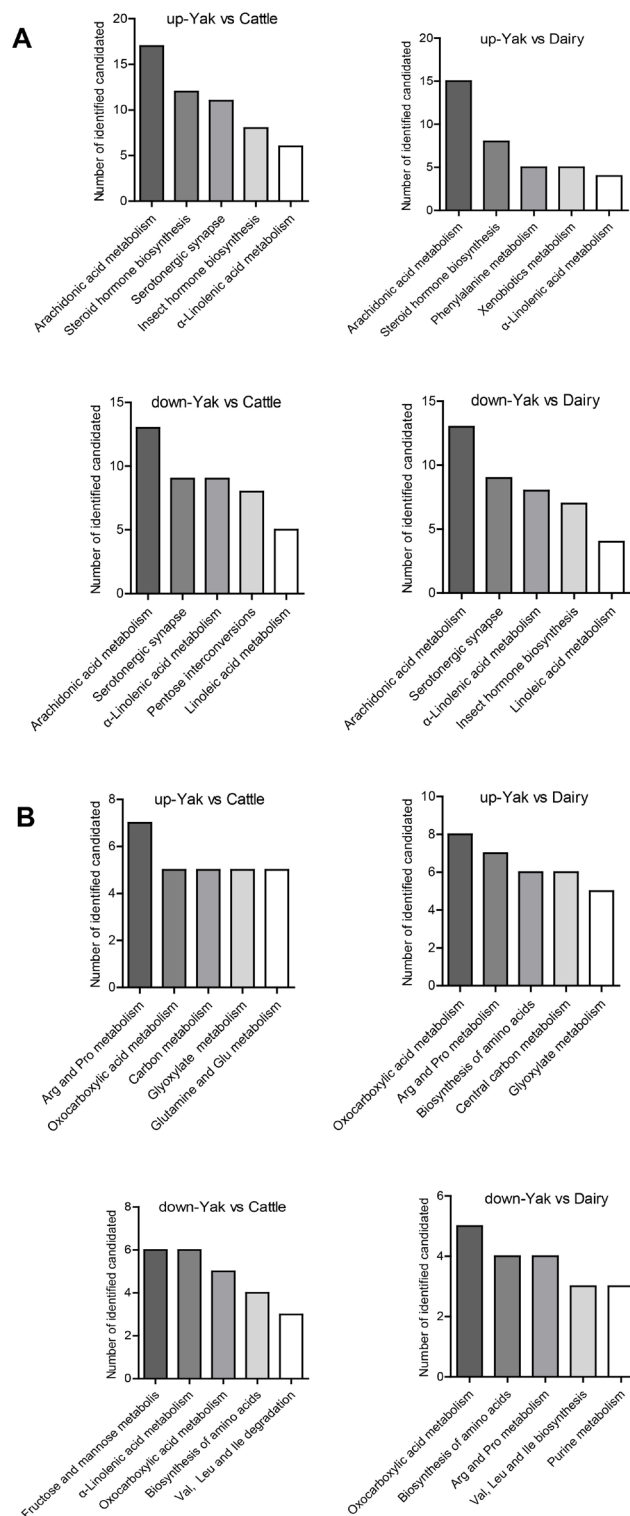 A
up-Yak vs Cattle
Number of identified candidated
20
15
10
5
0
Arachidonic acid metabolism
Steroid hormone biosynthesis
Serotonergic synapse
Insect hormone biosynthesis
α-Linolenic acid metabolism
up-Yak vs Dairy
Number of identified candidated
20
15
10
5
0
Arachidonic acid metabolism
Steroid hormone biosynthesis
Phenylalanine metabolism
Xenobiotics metabolism
α-Linolenic acid metabolism
down-Yak vs Cattle
Number of identified candidated
15
10
5
0
Arachidonic acid metabolism
Serotonergic synapse
α-Linolenic acid metabolism
Pentose interconversions
Linoleic acid metabolism
down-Yak vs Dairy
Number of identified candidated
15
10
5
0
Arachidonic acid metabolism
Serotonergic synapse
α-Linolenic acid metabolism
Insect hormone biosynthesis
Linoleic acid metabolism
B
up-Yak vs Cattle
Number of identified candidated
8
6
4
2
0
Arg and Pro metabolism
Oxocarboxylic acid metabolism
Carbon metabolism
Glyoxylate metabolism
Glutamine and Glu metabolism
up-Yak vs Dairy
Number of identified candidated
10
8
6
4
2
0
Oxocarboxylic acid metabolism
Arg and Pro metabolism
Biosynthesis of amino acids
Central carbon metabolism
Glyoxylate metabolism
down-Yak vs Cattle
Number of identified candidated
8
6
4
2
0
Fructose and mannose metabolis
α-Linolenic acid metabolism
Oxocarboxylic acid metabolism
Biosynthesis of amino acids
Val, Leu and Ile degradation
down-Yak vs Dairy
Number of identified candidated
6
4
2
0
Oxocarboxylic acid metabolism
Biosynthesis of amino acids
Arg and Pro metabolism
Val, Leu and Ile biosynthesis
Purine metabolism